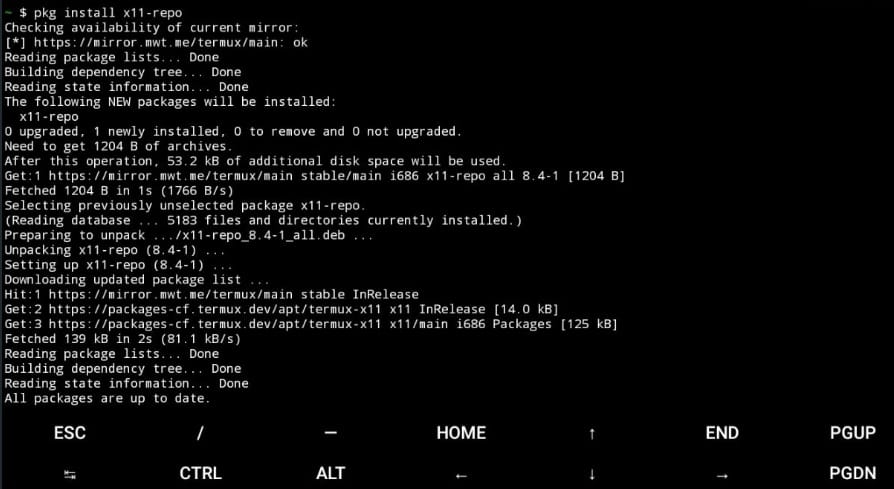 ~ $ pkg install x11-repo
Checking availability of current mirror:
[*] https://mirror.mwt.me/termux/main: ok
Reading package lists... Done
Building dependency tree... Done
Reading state information... Done
The following NEW packages will be installed:
  x11-repo
0 upgraded, 1 newly installed, 0 to remove and 0 not upgraded.
Need to get 1204 B of archives.
After this operation, 53.2 kB of additional disk space will be used.
Get:1 https://mirror.mwt.me/termux/main stable/main i686 x11-repo all 8.4-1 [1204 B]
Fetched 1204 B in 1s (1766 B/s)
Selecting previously unselected package x11-repo.
(Reading database ... 5183 files and directories currently installed.)
Preparing to unpack .../x11-repo_8.4-1_all.deb ...
Unpacking x11-repo (8.4-1) ...
Setting up x11-repo (8.4-1) ...
Downloading updated package list ...
Hit:1 https://mirror.mwt.me/termux/main stable InRelease
Get:2 https://packages-cf.termux.dev/apt/termux-x11 x11 InRelease [14.0 kB]
Get:3 https://packages-cf.termux.dev/apt/termux-x11 x11/main i686 Packages [125 kB]
Fetched 139 kB in 2s (81.1 kB/s)
Reading package lists... Done
Building dependency tree... Done
Reading state information... Done
All packages are up to date.
ESC / — HOME ↑ END PGUP
↹ CTRL ALT ← ↓ → PGDN